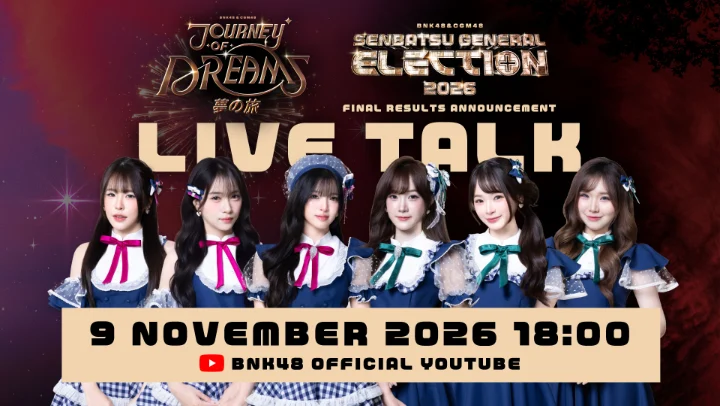 BNK48 & CGM48
JOURNEY
OF
DREAMS
夢の旅
BNK48 & CGM48
SENBATSU GENERAL
ELECTION
2026
FINAL RESULTS ANNOUNCEMENT
LIVE TALK
9 NOVEMBER 2026 18:00
BNK48 OFFICIAL YOUTUBE